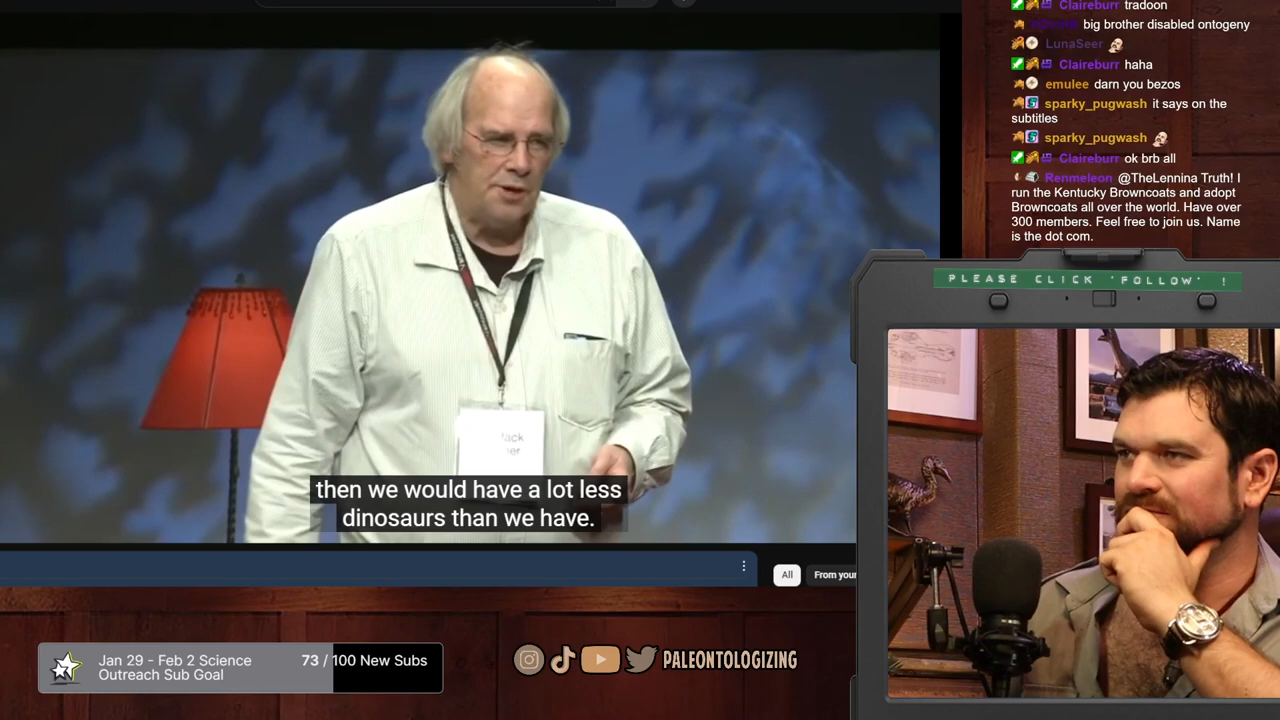 Claireburr tradoon
big brother disabled ontogeny
LunaSeer
Claireburr haha
emulee darn you bezos
sparky_pugwash it says on the
subtitles
sparky_pugwash
Claireburr ok brb all
Renmeleon @TheLennina Truth! I
run the Kentucky Browncoats and adopt
Browncoats all over the world. Have over
300 members. Feel free to join us. Name
is the dot com.
PLEASE CLICK "FOLLOW" !
then we would have a lot less
dinosaurs than we have.
All
From your
Jan 29 - Feb 2 Science
Outreach Sub Goal
73 / 100 New Subs
PALEONTOLOGIZING